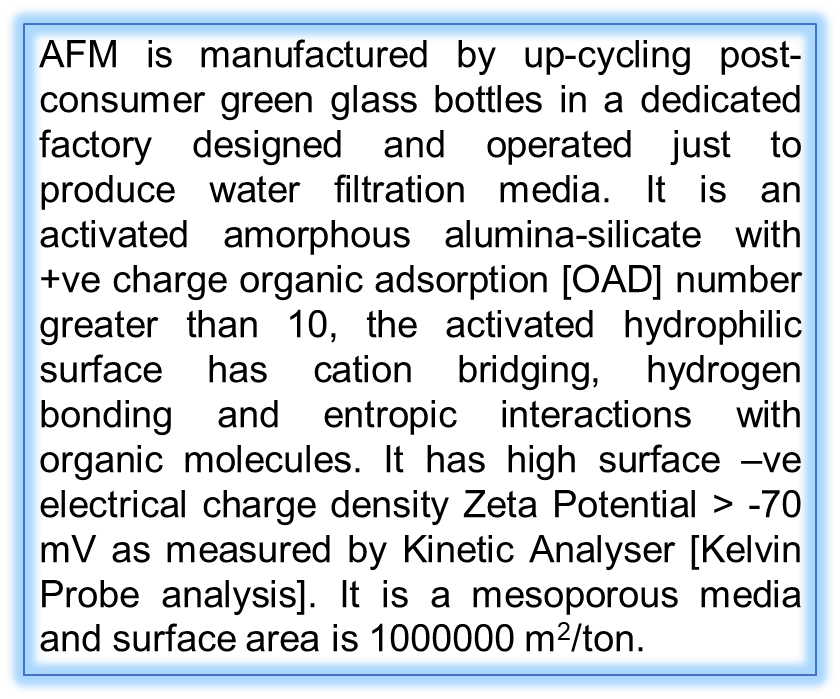 AFM is manufactured by up-cycling post-
consumer green glass bottles in a dedicated
factory designed and operated just to
produce water filtration media. It is an
activated amorphous alumina-silicate with
+ve charge organic adsorption [OAD] number
greater than 10, the activated hydrophilic
surface has cation bridging, hydrogen
bonding and entropic interactions with
organic molecules. It has high surface –ve
electrical charge density Zeta Potential > -70
mV as measured by Kinetic Analyser [Kelvin
Probe analysis]. It is a mesoporous media
and surface area is 1000000 m²/ton.